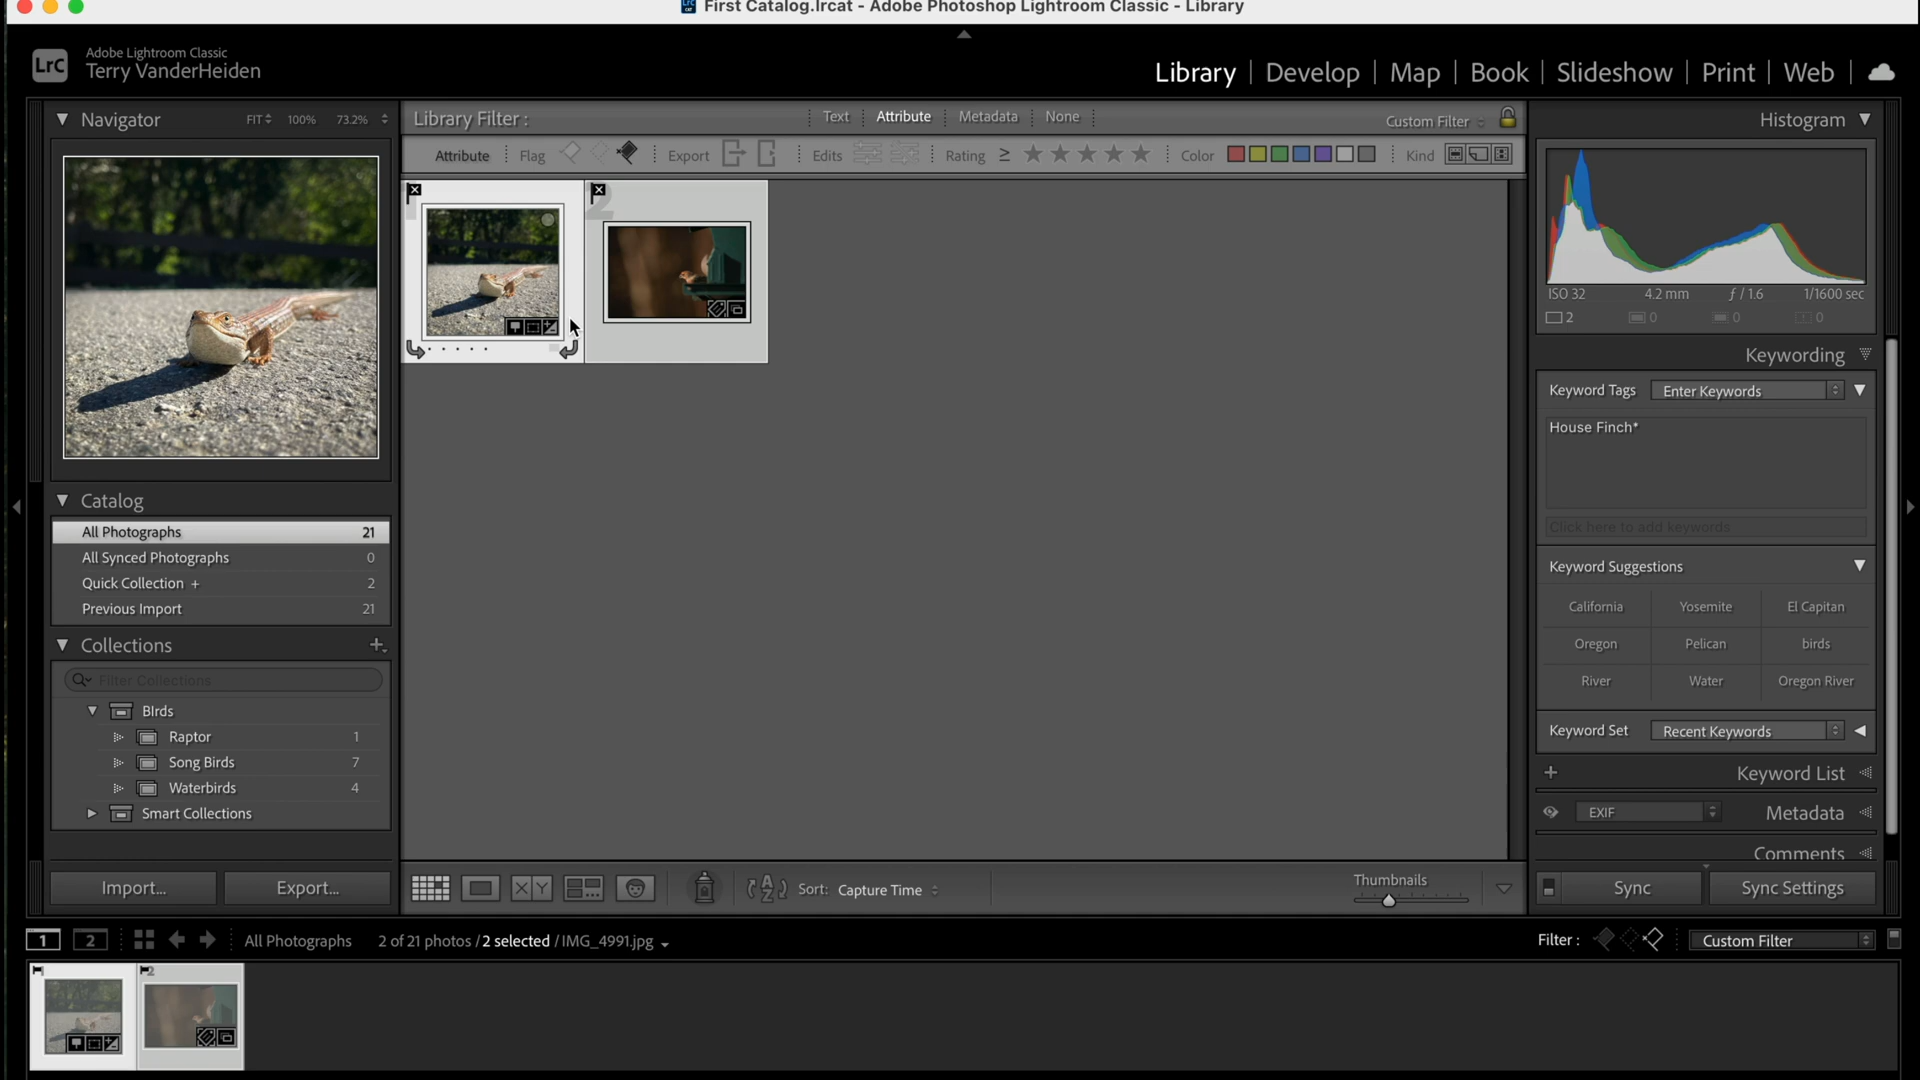 First Catalog.lrcat - Adobe Photoshop Lightroom Classic - Library
LrC
Adobe Lightroom Classic
Terry VanderHeiden
Library | Develop | Map | Book | Slideshow | Print | Web
Navigator FIT 100% 73.2%
Library Filter : Text Attribute Metadata None Custom Filter
Histogram
Attribute Flag Export Edits Rating ≥ Color Kind
1
2
ISO 32 4.2 mm ƒ / 1.6 1/1600 sec
2 0 0 0
Keywording
Keyword Tags Enter Keywords
House Finch*
Click here to add keywords
Catalog
All Photographs 21
All Synced Photographs 0
Quick Collection + 2
Previous Import 21
Collections
Filter Collections
BIrds
Raptor 1
Song Birds 7
Waterbirds 4
Smart Collections
Keyword Suggestions
California Yosemite El Capitan
Oregon Pelican birds
River Water Oregon River
Keyword Set Recent Keywords
Keyword List
EXIF Metadata
Comments
Import... Export...
X Y
Sort: Capture Time
Thumbnails
Sync Sync Settings
1 2 All Photographs 2 of 21 photos / 2 selected / IMG_4991.jpg
Filter : Custom Filter
2